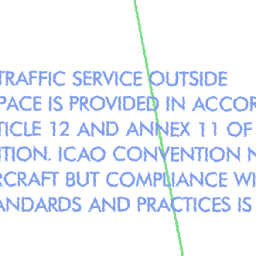 TRAFFIC SERVICE OUTSIDE
PACE IS PROVIDED IN ACCOR
TICLE 12 AND ANNEX 11 OF
TION. ICAO CONVENTION N
RCRAFT BUT COMPLIANCE WI
ANDARDS AND PRACTICES IS